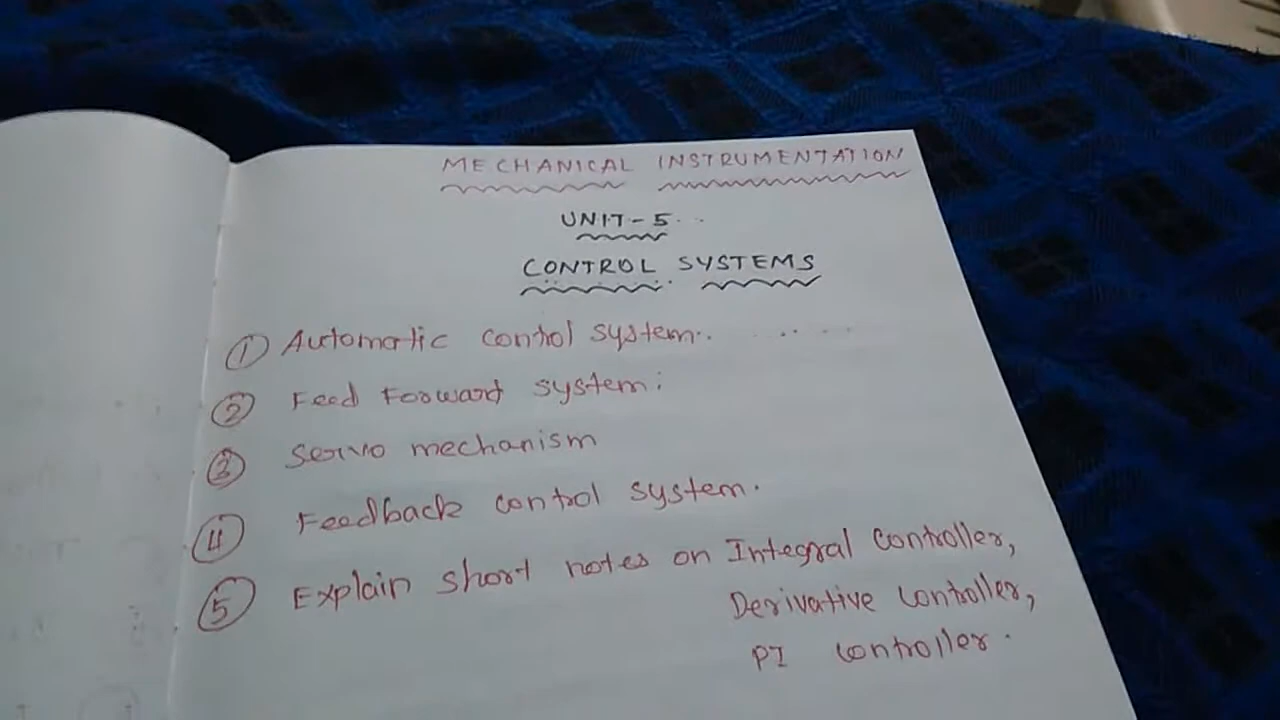 MECHANICAL INSTRUMENTATION
UNIT-5
CONTROL SYSTEMS
① Automatic control system.
② Feed Forward system:
③ Servo mechanism
④ Feedback control system.
⑤ Explain short notes on Integral Controller,
Derivative Controller,
PI Controller.